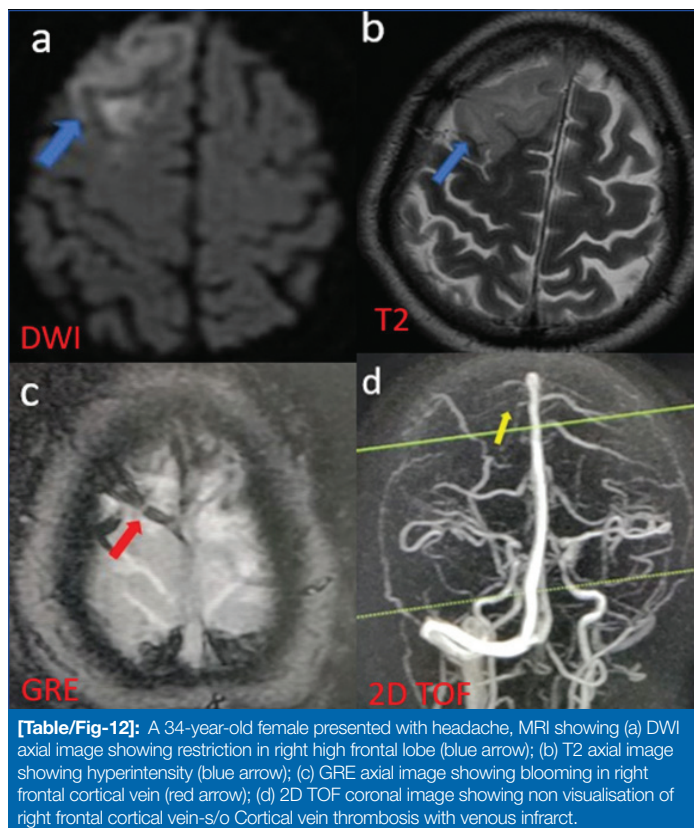 a
b
DWI
T2
c
d
GRE
2D TOF
[Table/Fig-12]: A 34-year-old female presented with headache, MRI showing (a) DWI
axial image showing restriction in right high frontal lobe (blue arrow); (b) T2 axial image
showing hyperintensity (blue arrow); (c) GRE axial image showing blooming in right
frontal cortical vein (red arrow); (d) 2D TOF coronal image showing non visualisation of
right frontal cortical vein-s/o Cortical vein thrombosis with venous infrarct.